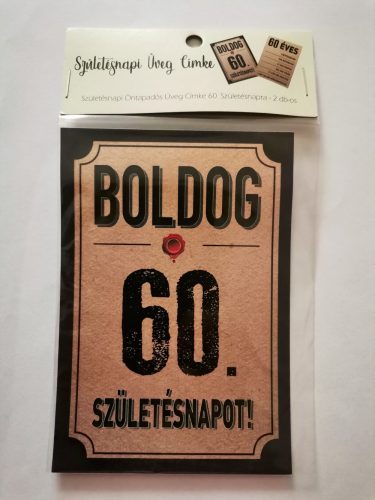 Születésnapi Üveg Címke
BOLDOG
60.
60 ÉVES
Születésnapi Öntapadós Üveg Címke 60. Születésnapra - 2 db-os
BOLDOG
60.
SZÜLETÉSNAPOT!